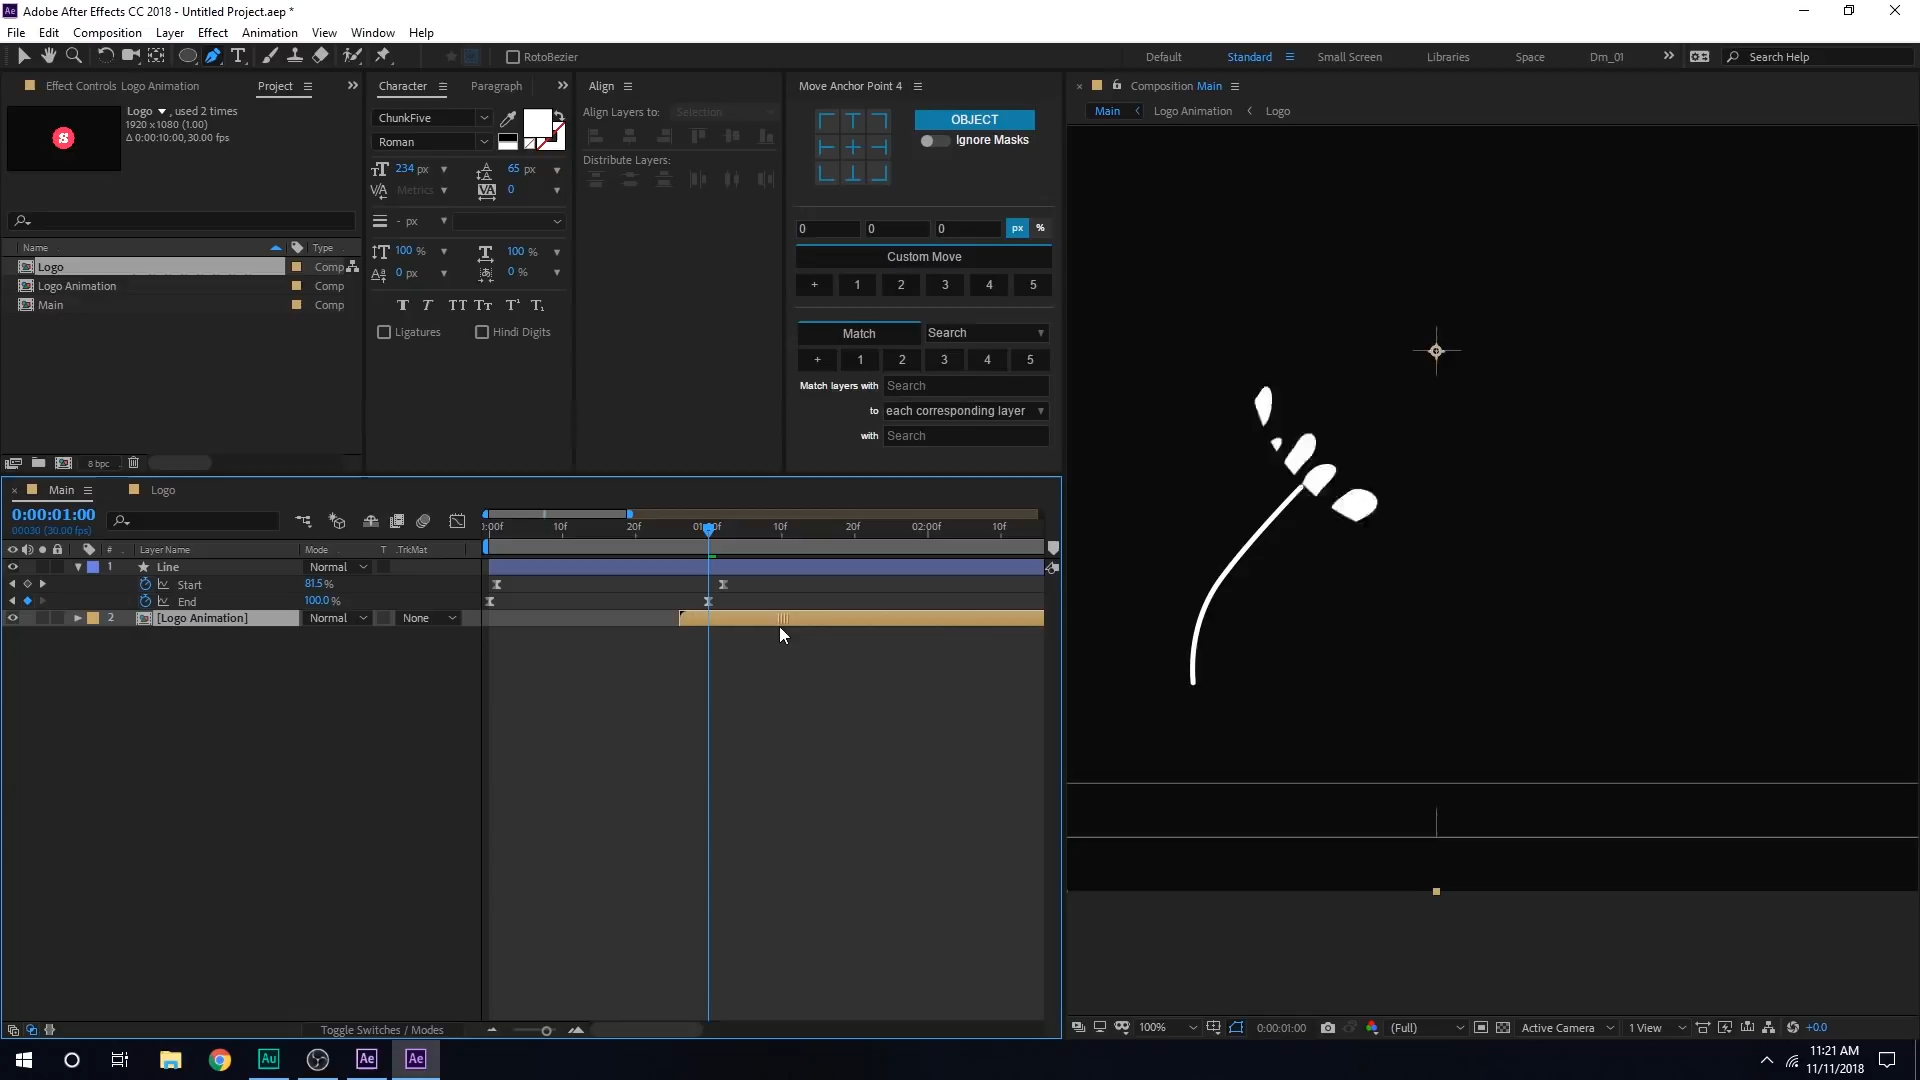 Adobe After Effects CC 2018 - Untitled Project.aep *
File Edit Composition Layer Effect Animation View Window Help
RotoBezier
Default Standard Small Screen Libraries Space Dm_01 Search Help
Effect Controls Logo Animation Project
Logo , used 2 times
1920 x1080 (1.00)
Δ 0:00:10:00, 30.00 fps
Name Type
Logo Comp
Logo Animation Comp
Main Comp
8 bpc
Character Paragraph
ChunkFive
Roman
234 px 65 px
Metrics 0
- px
100 % 100 %
0 px 0 %
T T TT Tt T¹ T₁
Ligatures Hindi Digits
Align
Align Layers to: Selection
Distribute Layers:
Move Anchor Point 4
OBJECT
Ignore Masks
0 0 0 px %
Custom Move
+ 1 2 3 4 5
Match Search
+ 1 2 3 4 5
Match layers with Search
to each corresponding layer
with Search
Composition Main
Main Logo Animation Logo
Main Logo
0:00:01:00
00030 (30.00 fps)
# Layer Name Mode T .TrkMat
10f 20f 10f 20f 02:00f 10f
1 Line Normal
Start 81.5%
End 100.0%
2 [Logo Animation] Normal None
Toggle Switches / Modes
100% 0:00:01:00 (Full) Active Camera 1 View +0.0
Au Ae Ae
11:21 AM
11/11/2018